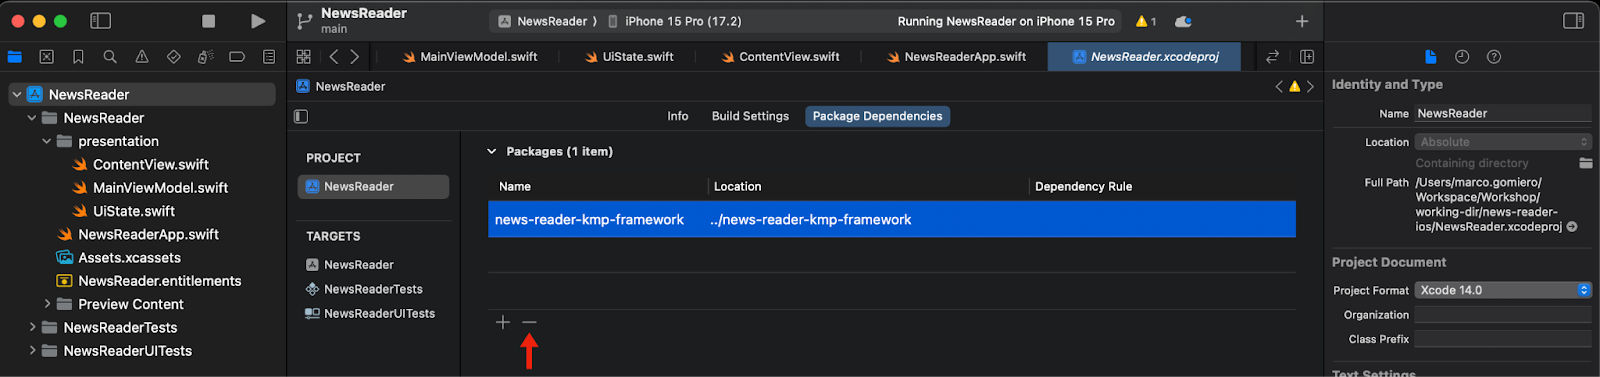 NewsReader
main
NewsReader
iPhone 15 Pro (17.2)
Running NewsReader on iPhone 15 Pro
1
MainViewModel.swift
UiState.swift
ContentView.swift
NewsReaderApp.swift
NewsReader.xcodeproj
NewsReader
NewsReader
presentation
ContentView.swift
MainViewModel.swift
UiState.swift
NewsReaderApp.swift
Assets.xcassets
NewsReader.entitlements
Preview Content
NewsReaderTests
NewsReaderUITests
NewsReader
Info
Build Settings
Package Dependencies
PROJECT
NewsReader
TARGETS
NewsReader
NewsReaderTests
NewsReaderUITests
Packages (1 item)
Name Location Dependency Rule
news-reader-kmp-framework ../news-reader-kmp-framework
Identity and Type
Name NewsReader
Location Absolute
Containing directory
Full Path /Users/marco.gomiero/
Workspace/Workshop/
working-dir/news-reader-
ios/NewsReader.xcodeproj
Project Document
Project Format Xcode 14.0
Organization
Class Prefix
Text Settings